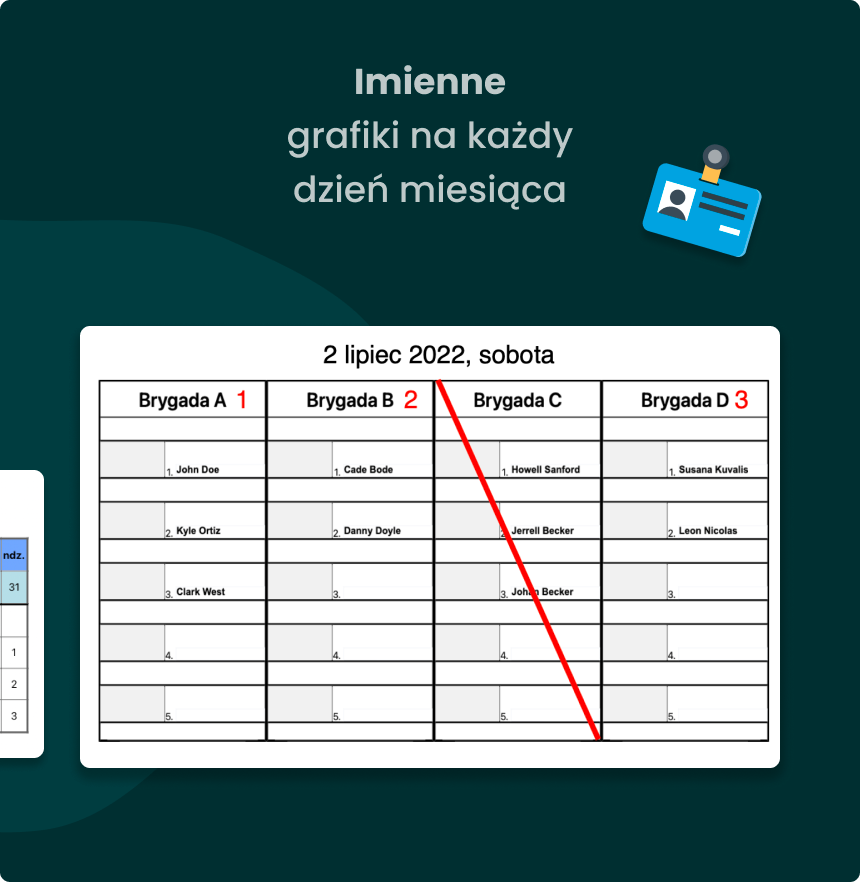 Imienne
grafiki na każdy
dzień miesiąca
2 lipiec 2022, sobota
Brygada A 1 Brygada B 2 Brygada C Brygada D 3
1. John Doe 1. Cade Bode 1. Howell Sanford 1. Susana Kuvalis
2. Kyle Ortiz 2. Danny Doyle 2. Jerrell Becker 2. Leon Nicolas
3. Clark West 3. 3. Johan Becker 3.
4. 4. 4. 4.
5. 5. 5. 5.
ndz.
31
1
2
3